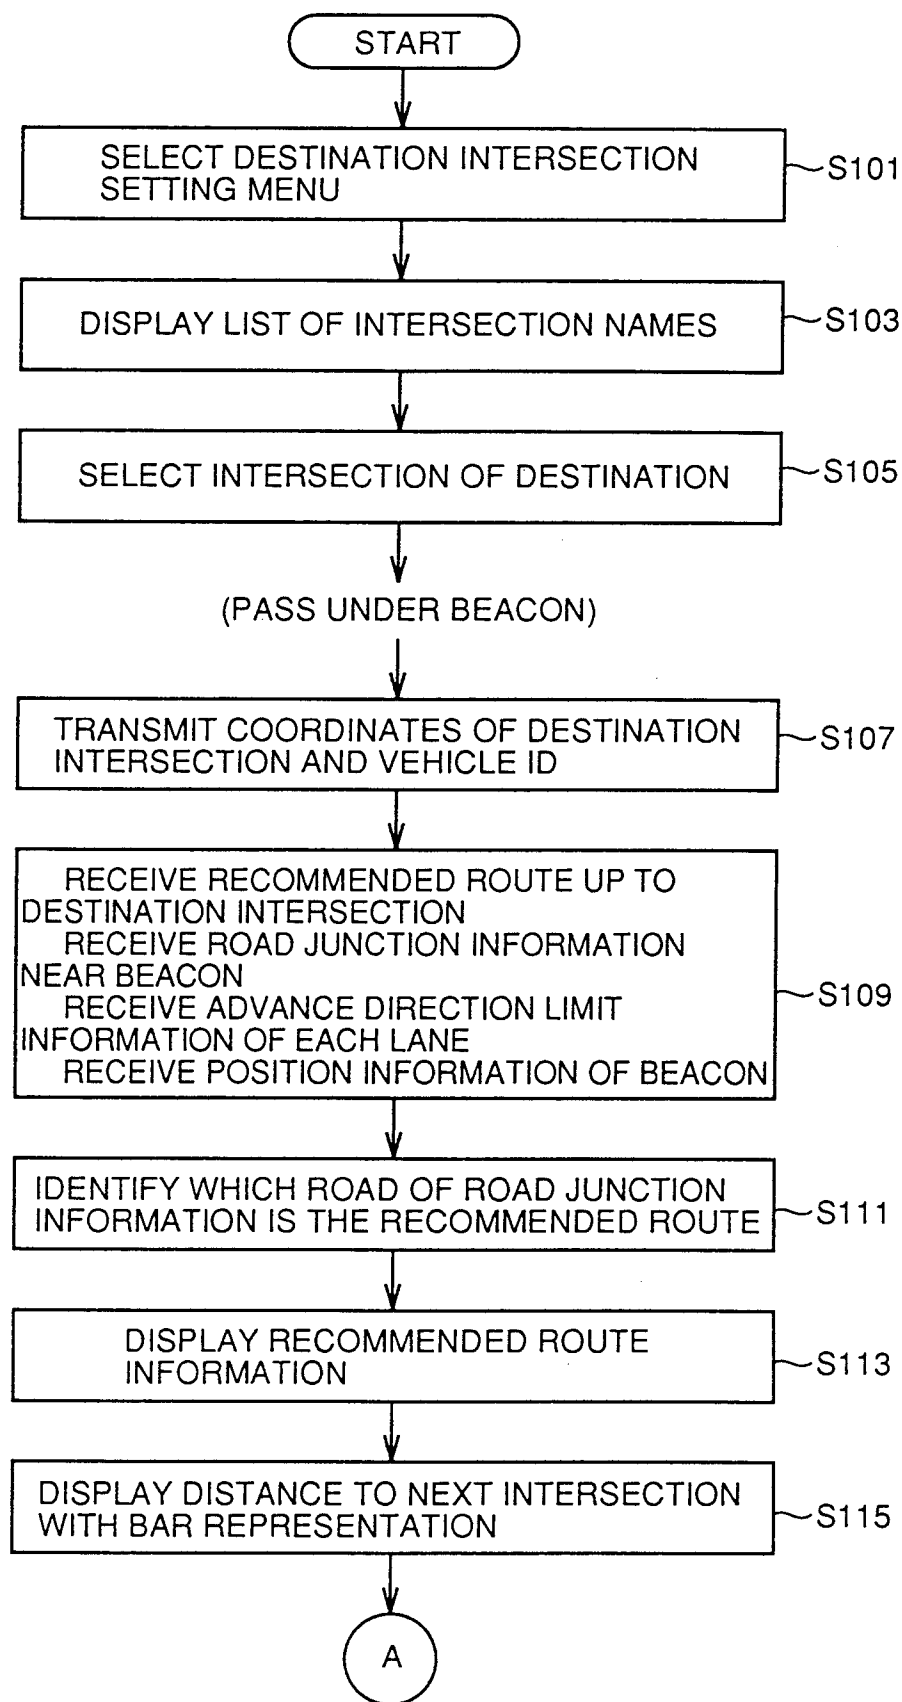 START
SELECT DESTINATION INTERSECTION
SETTING MENU
S101
DISPLAY LIST OF INTERSECTION NAMES
S103
SELECT INTERSECTION OF DESTINATION
S105
(PASS UNDER BEACON)
TRANSMIT COORDINATES OF DESTINATION
INTERSECTION AND VEHICLE ID
S107
RECEIVE RECOMMENDED ROUTE UP TO
DESTINATION INTERSECTION
RECEIVE ROAD JUNCTION INFORMATION
NEAR BEACON
RECEIVE ADVANCE DIRECTION LIMIT
INFORMATION OF EACH LANE
RECEIVE POSITION INFORMATION OF BEACON
S109
IDENTIFY WHICH ROAD OF ROAD JUNCTION
INFORMATION IS THE RECOMMENDED ROUTE
S111
DISPLAY RECOMMENDED ROUTE
INFORMATION
S113
DISPLAY DISTANCE TO NEXT INTERSECTION
WITH BAR REPRESENTATION
S115
A